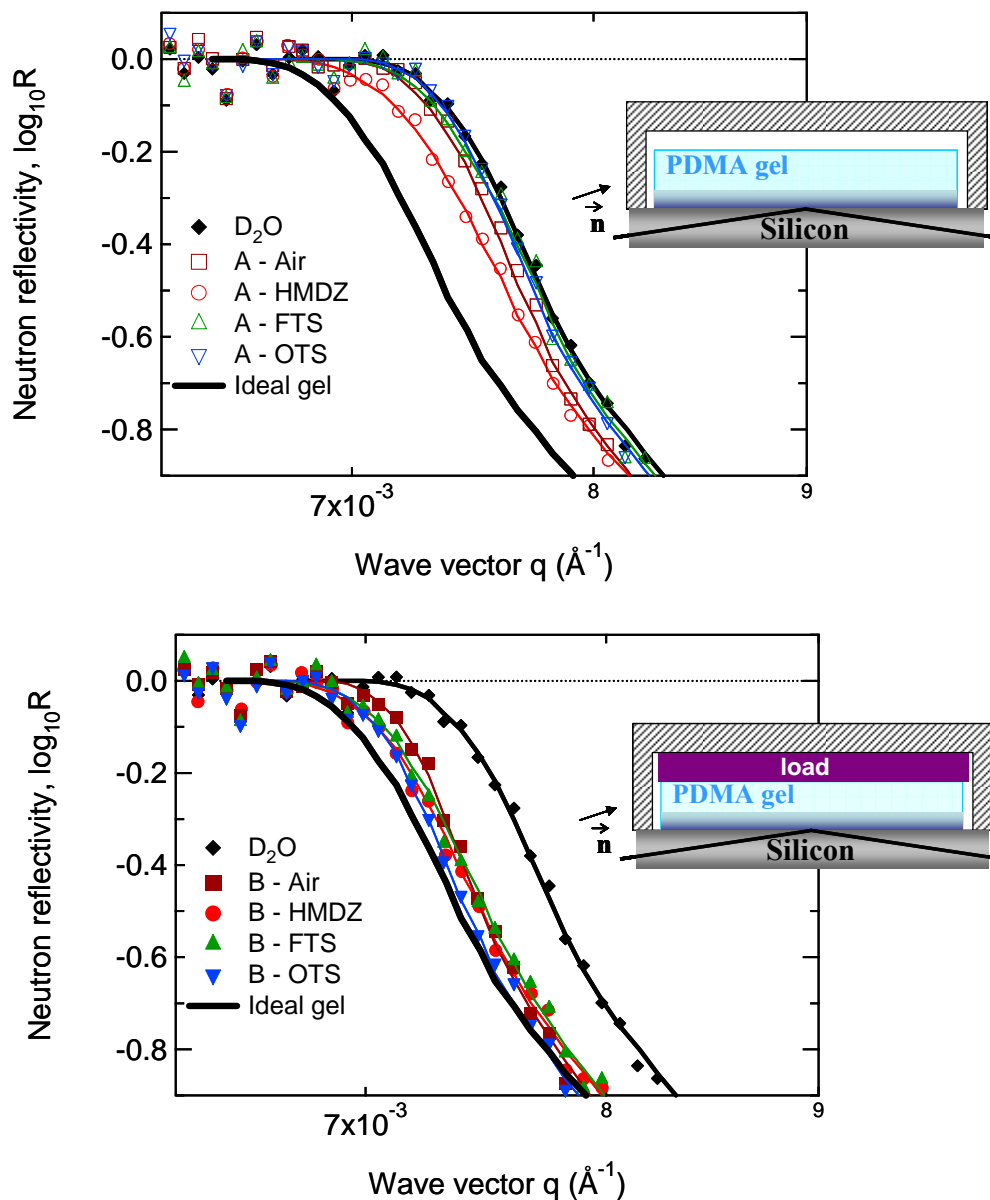 0.0
-0.2
-0.4
-0.6
-0.8
Neutron reflectivity, log₁₀R
D₂O
A - Air
A - HMDZ
A - FTS
A - OTS
Ideal gel
PDMA gel
n
Silicon
7x10⁻³
8
9
Wave vector q (Å⁻¹)
0.0
-0.2
-0.4
-0.6
-0.8
Neutron reflectivity, log₁₀R
D₂O
B - Air
B - HMDZ
B - FTS
B - OTS
Ideal gel
load
PDMA gel
n
Silicon
7x10⁻³
8
9
Wave vector q (Å⁻¹)